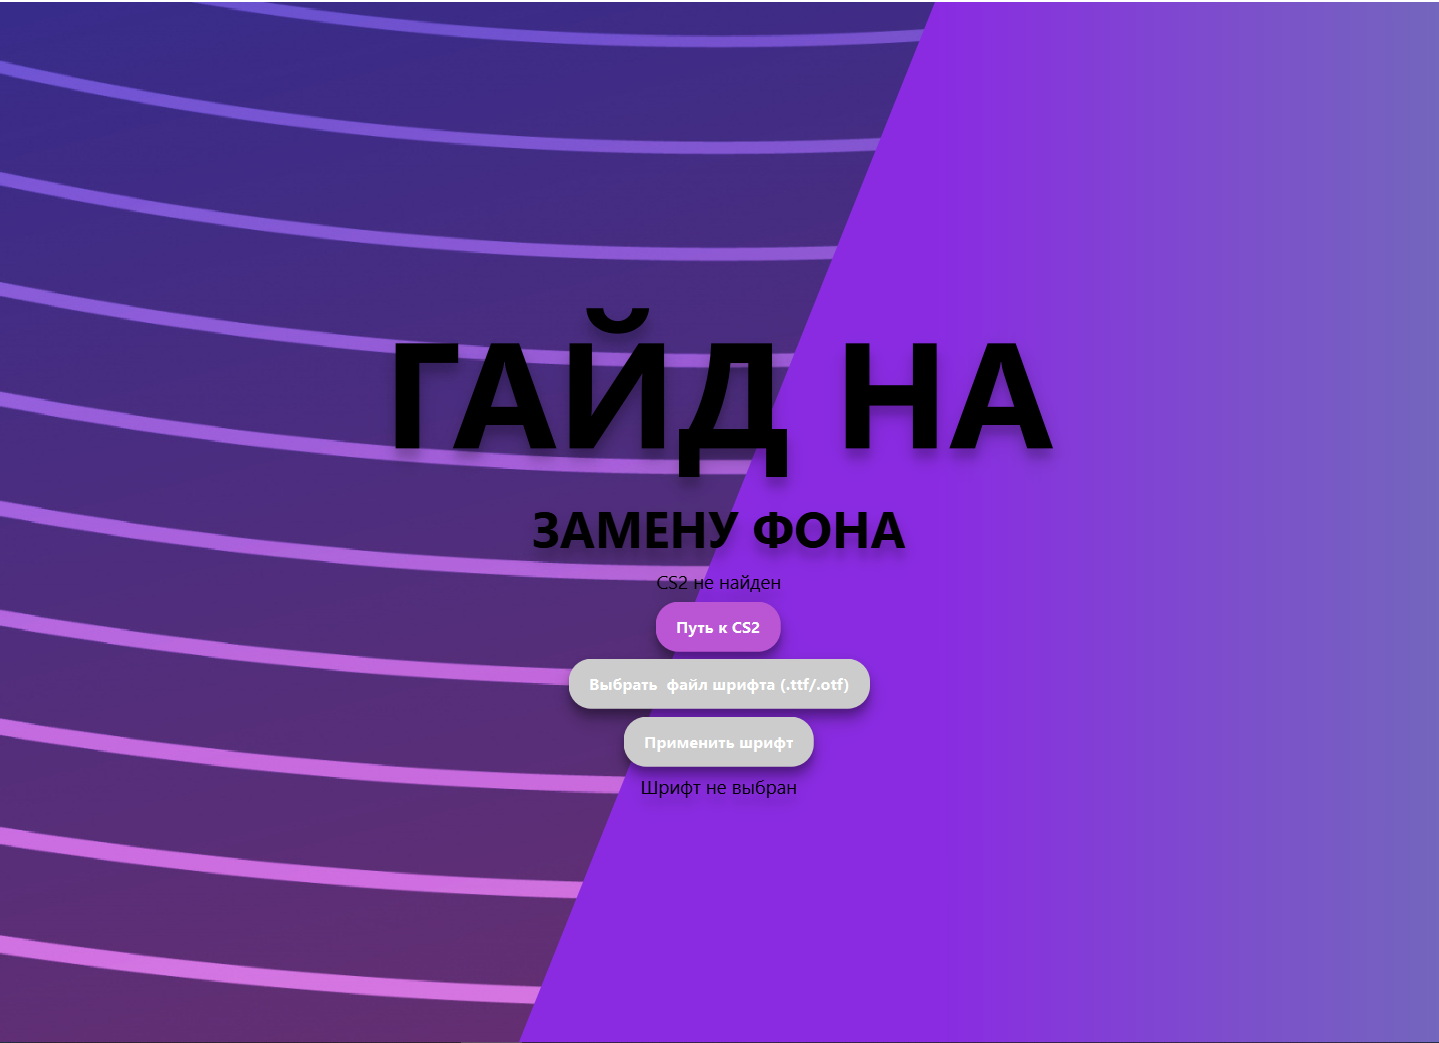 ГАЙД НА
ЗАМЕНУ ФОНА
CS2 не найден
Путь к CS2
Выбрать  файл шрифта (.ttf/.otf)
Применить шрифт
Шрифт не выбран